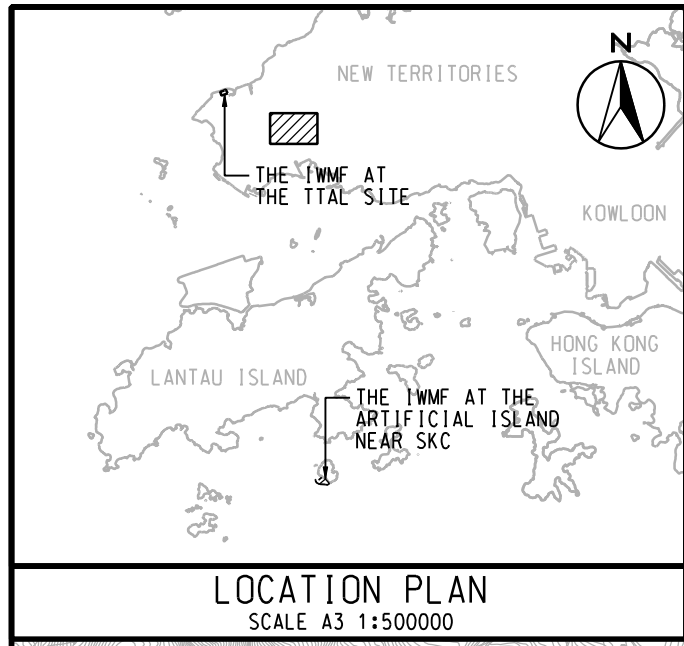 N
NEW TERRITORIES
THE IWMF AT
THE TTAL SITE
KOWLOON
HONG KONG
ISLAND
LANTAU ISLAND
THE IWMF AT THE
ARTIFICIAL ISLAND
NEAR SKC
LOCATION PLAN
SCALE A3 1:500000